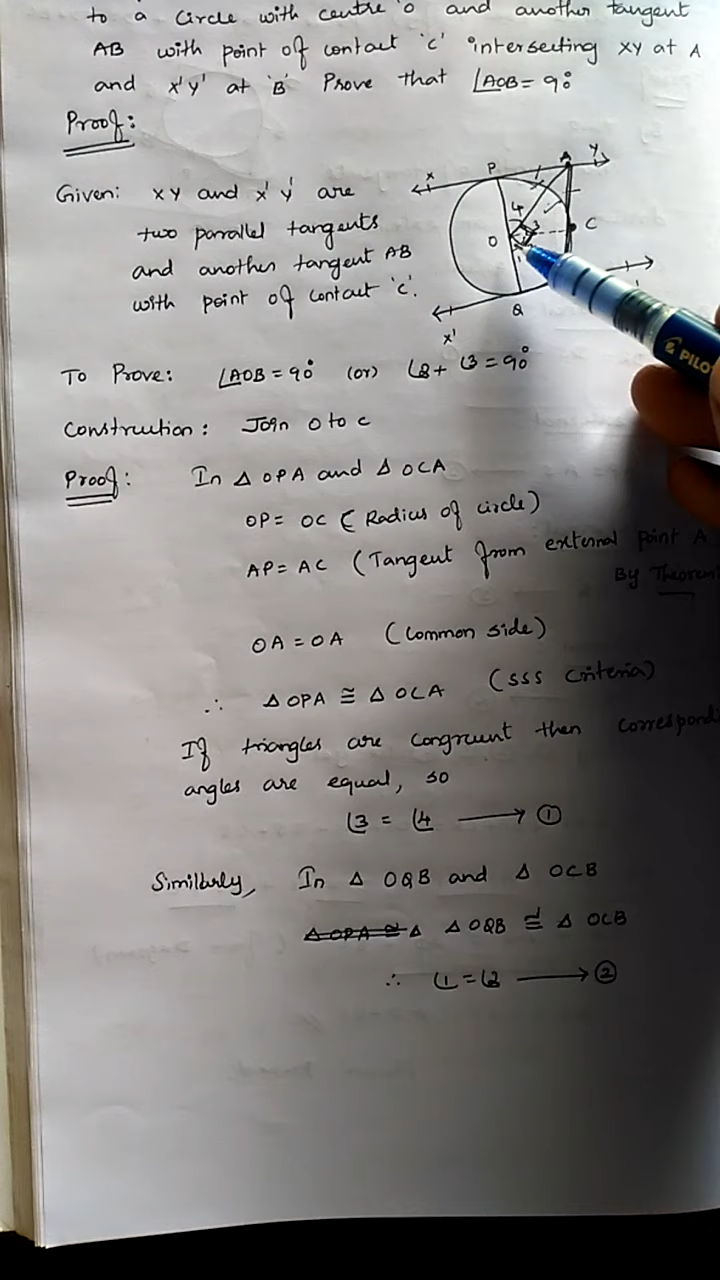 to a circle with centre 'o' and another tangent
AB with point of contact 'c' intersecting xy at A
and x'y' at 'B' Prove that ∠AOB = 90°
Proof:
Given: xy and x'y' are
two parallel tangents
and another tangent AB
with point of contact 'c'.
x P A y
4 3 C
O
Q
x'
PILOT
To Prove: ∠AOB = 90° (or) ∠2 + ∠3 = 90°
Construction: Join O to C
Proof: In Δ OPA and Δ OCA
OP = OC ( Radius of circle)
AP = AC (Tangent from external point A
By Theorem
OA = OA (Common side)
∴ Δ OPA ≅ Δ OCA (SSS Criteria)
If triangles are congruent then correspond
angles are equal, so
∠3 = ∠4 ⟶ ①
Similarly, In Δ OQB and Δ OCB
Δ OPA ≅ Δ Δ OQB ≅ Δ OCB
∴ ∠1 = ∠2 ⟶ ②